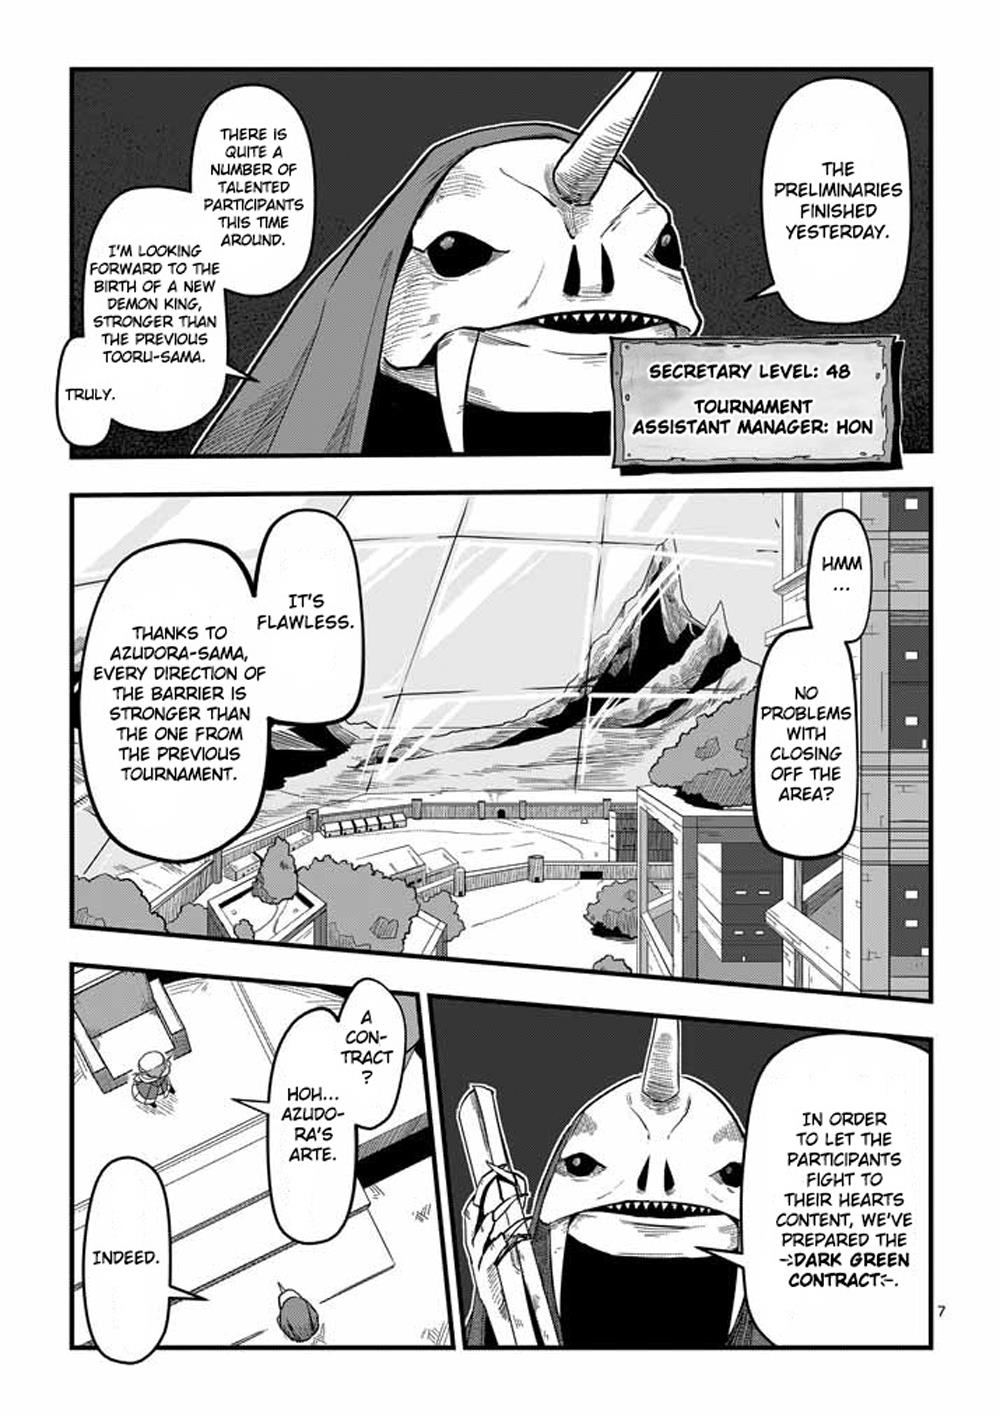 THE
PRELIMINARIES
FINISHED
YESTERDAY.
THERE IS
QUITE A
NUMBER OF
TALENTED
PARTICIPANTS
THIS TIME
AROUND.
I'M LOOKING
FORWARD TO THE
BIRTH OF A NEW
DEMON KING,
STRONGER THAN
THE PREVIOUS
TOORU-SAMA.
TRULY.
SECRETARY LEVEL: 48
TOURNAMENT
ASSISTANT MANAGER: HON
HMM
...
NO
PROBLEMS
WITH
CLOSING
OFF THE
AREA?
IT'S
FLAWLESS.
THANKS TO
AZUDORA-SAMA,
EVERY DIRECTION OF
THE BARRIER IS
STRONGER THAN
THE ONE FROM
THE PREVIOUS
TOURNAMENT.
IN ORDER
TO LET THE
PARTICIPANTS
FIGHT TO
THEIR HEARTS
CONTENT, WE'VE
PREPARED THE
-DARK GREEN
CONTRACT-.
A
CON-
TRACT
?
HOH...
AZUDO-
RA'S
ARTE.
INDEED.
7